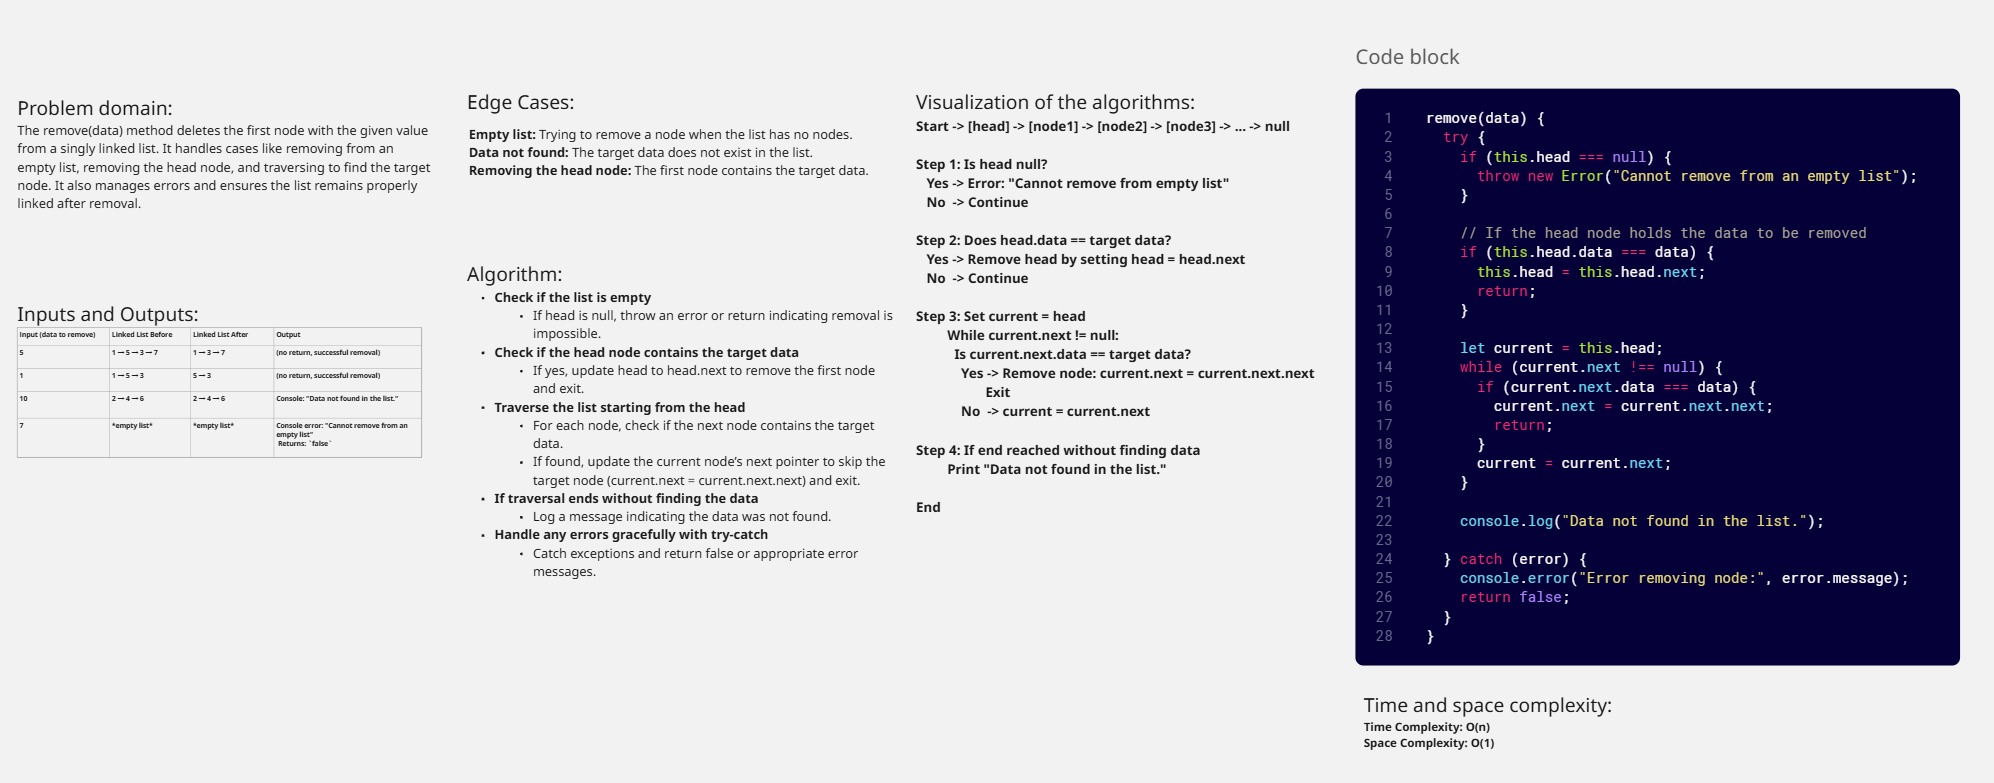 Problem domain:
The remove(data) method deletes the first node with the given value
from a singly linked list. It handles cases like removing from an
empty list, removing the head node, and traversing to find the target
node. It also manages errors and ensures the list remains properly
linked after removal.
Inputs and Outputs:
Input (data to remove) Linked List Before Linked List After Output
5 1 → 5 → 3 → 7 1 → 3 → 7 (no return, successful removal)
1 1 → 5 → 3 5 → 3 (no return, successful removal)
10 2 → 4 → 6 2 → 4 → 6 Console: "Data not found in the list."
7 *empty list* *empty list* Console error: "Cannot remove from an
empty list"
Returns: `false`
Edge Cases:
Empty list: Trying to remove a node when the list has no nodes.
Data not found: The target data does not exist in the list.
Removing the head node: The first node contains the target data.
Algorithm:
• Check if the list is empty
• If head is null, throw an error or return indicating removal is
impossible.
• Check if the head node contains the target data
• If yes, update head to head.next to remove the first node
and exit.
• Traverse the list starting from the head
• For each node, check if the next node contains the target
data.
• If found, update the current node's next pointer to skip the
target node (current.next = current.next.next) and exit.
• If traversal ends without finding the data
• Log a message indicating the data was not found.
• Handle any errors gracefully with try-catch
• Catch exceptions and return false or appropriate error
messages.
Visualization of the algorithms:
Start -> [head] -> [node1] -> [node2] -> [node3] -> ... -> null
Step 1: Is head null?
Yes -> Error: "Cannot remove from empty list"
No -> Continue
Step 2: Does head.data == target data?
Yes -> Remove head by setting head = head.next
No -> Continue
Step 3: Set current = head
While current.next != null:
Is current.next.data == target data?
Yes -> Remove node: current.next = current.next.next
Exit
No -> current = current.next
Step 4: If end reached without finding data
Print "Data not found in the list."
End
Code block
1 remove(data) {
2 try {
3 if (this.head === null) {
4 throw new Error("Cannot remove from an empty list");
5 }
6
7 // If the head node holds the data to be removed
8 if (this.head.data === data) {
9 this.head = this.head.next;
10 return;
11 }
12
13 let current = this.head;
14 while (current.next !== null) {
15 if (current.next.data === data) {
16 current.next = current.next.next;
17 return;
18 }
19 current = current.next;
20 }
21
22 console.log("Data not found in the list.");
23
24 } catch (error) {
25 console.error("Error removing node:", error.message);
26 return false;
27 }
28 }
Time and space complexity:
Time Complexity: O(n)
Space Complexity: O(1)